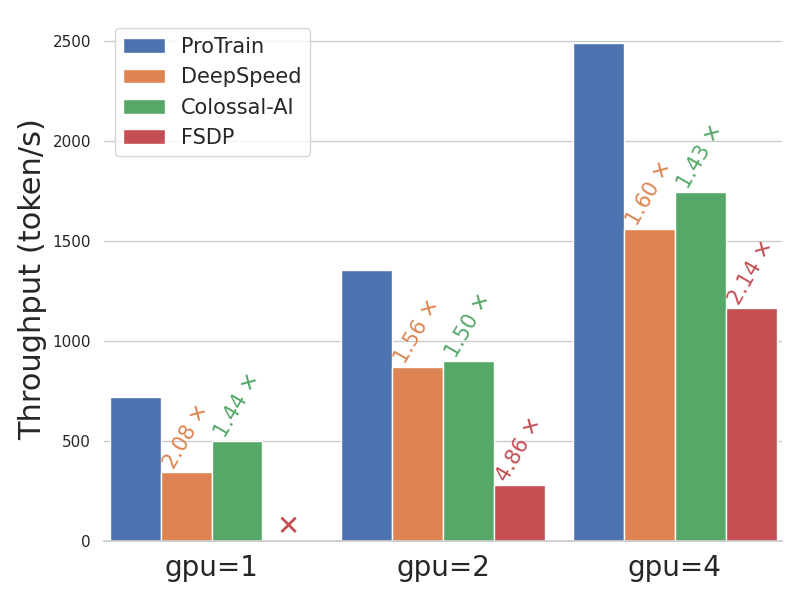 ProTrain
DeepSpeed
Colossal-AI
FSDP
Throughput (token/s)
2500
2000
1500
1000
500
0
2.08 ×
1.44 ×
×
1.56 ×
1.50 ×
4.86 ×
1.60 ×
1.43 ×
2.14 ×
gpu=1
gpu=2
gpu=4